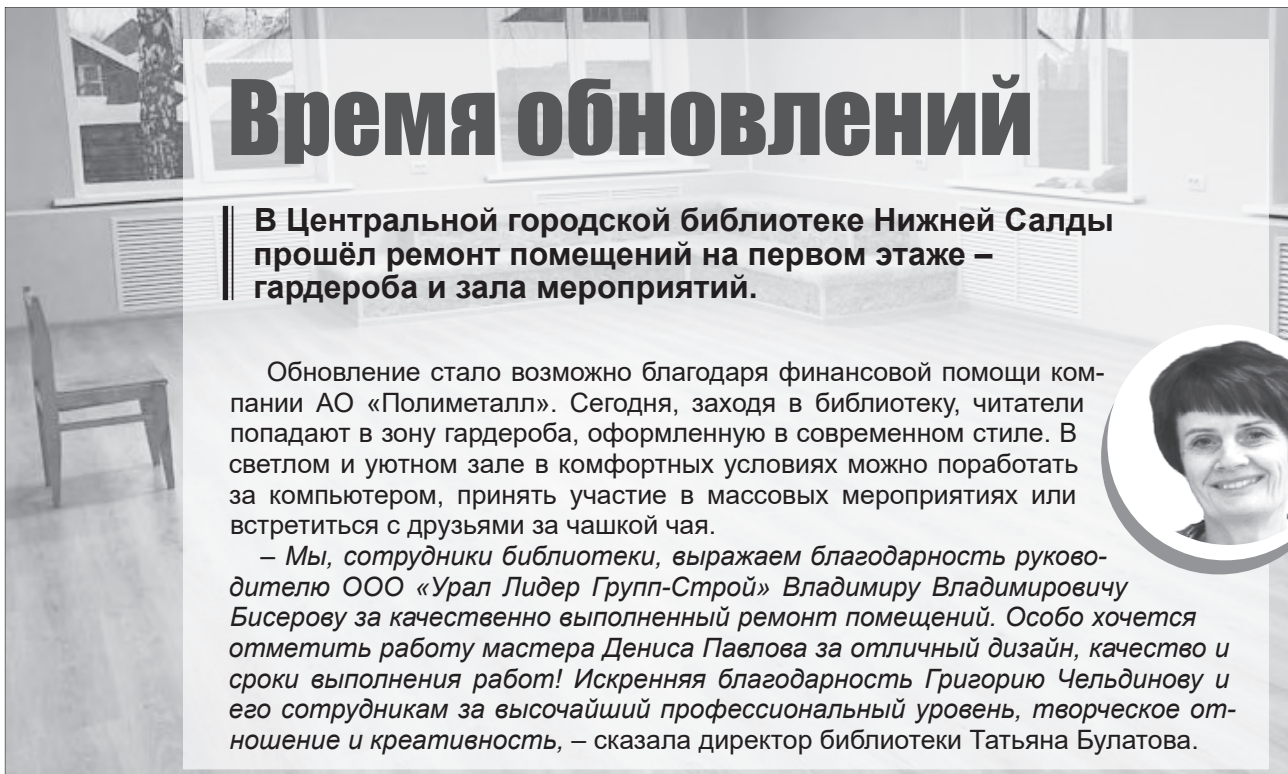 Время обновлений
В Центральной городской библиотеке Нижней Салды
прошёл ремонт помещений на первом этаже –
гардероба и зала мероприятий.
Обновление стало возможно благодаря финансовой помощи ком-
пании АО «Полиметалл». Сегодня, заходя в библиотеку, читатели
попадают в зону гардероба, оформленную в современном стиле. В
светлом и уютном зале в комфортных условиях можно поработать
за компьютером, принять участие в массовых мероприятиях или
встретиться с друзьями за чашкой чая.
– Мы, сотрудники библиотеки, выражаем благодарность руково-
дителю ООО «Урал Лидер Групп-Строй» Владимиру Владимировичу
Бисерову за качественно выполненный ремонт помещений. Особо хочется
отметить работу мастера Дениса Павлова за отличный дизайн, качество и
сроки выполнения работ! Искренняя благодарность Григорию Чельдинову и
его сотрудникам за высочайший профессиональный уровень, творческое от-
ношение и креативность, – сказала директор библиотеки Татьяна Булатова.